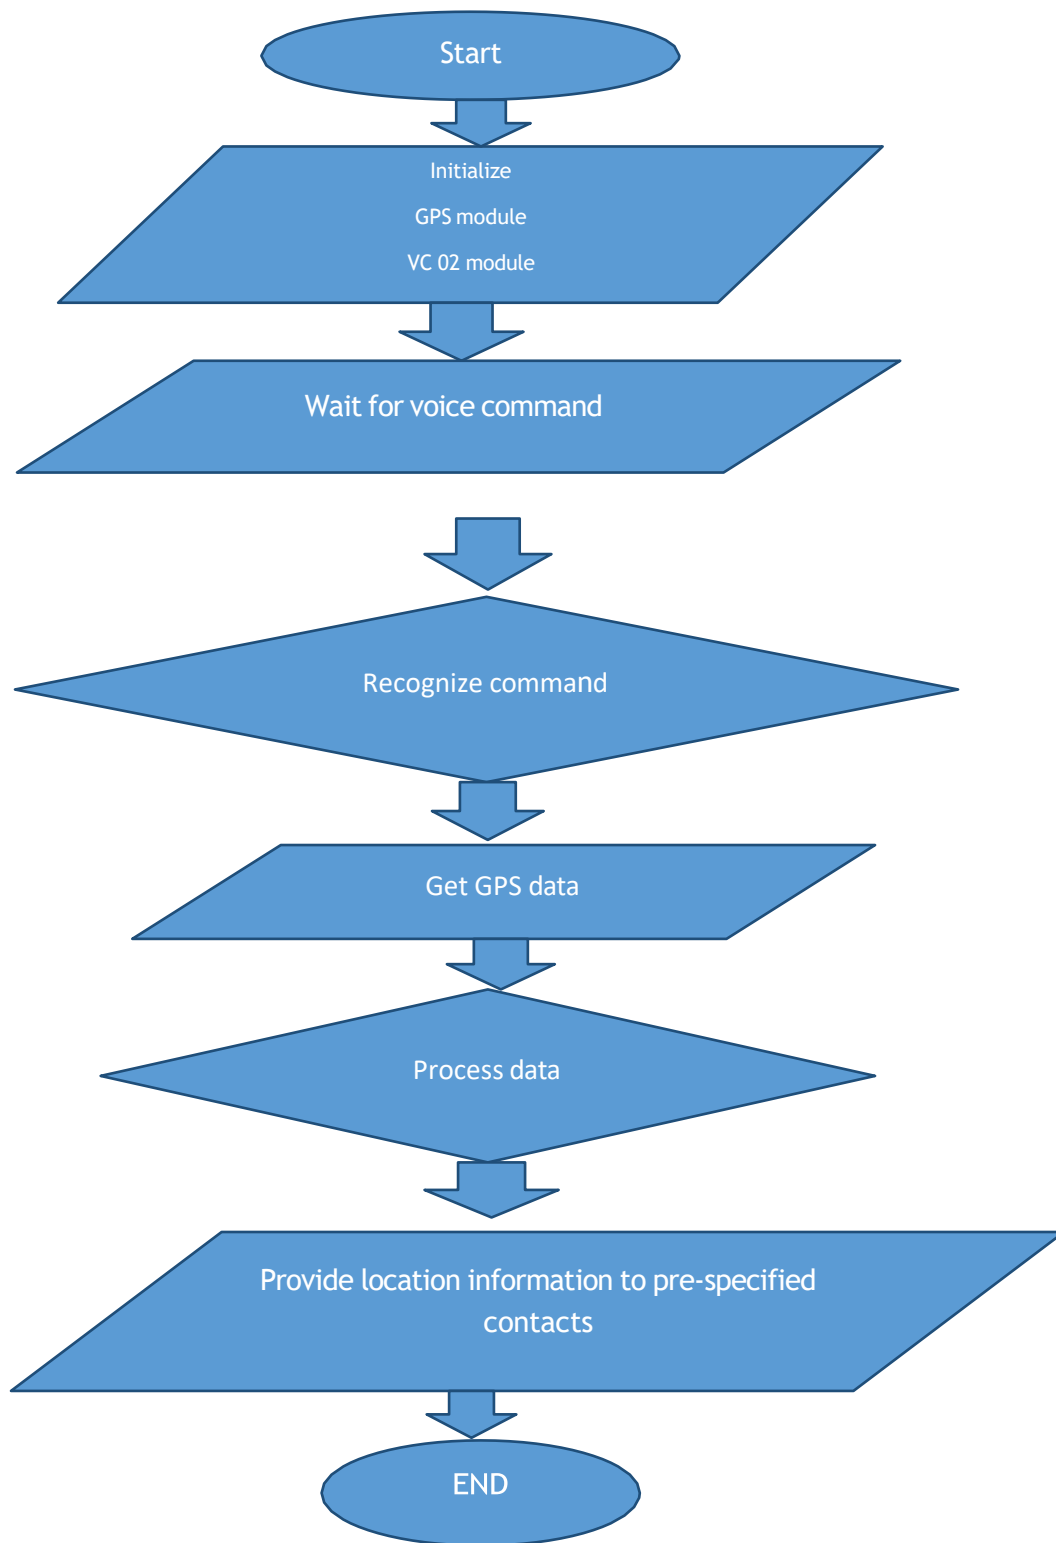 Start
Initialize
GPS module
VC 02 module
Wait for voice command
Recognize command
Get GPS data
Process data
Provide location information to pre-specified
contacts
END